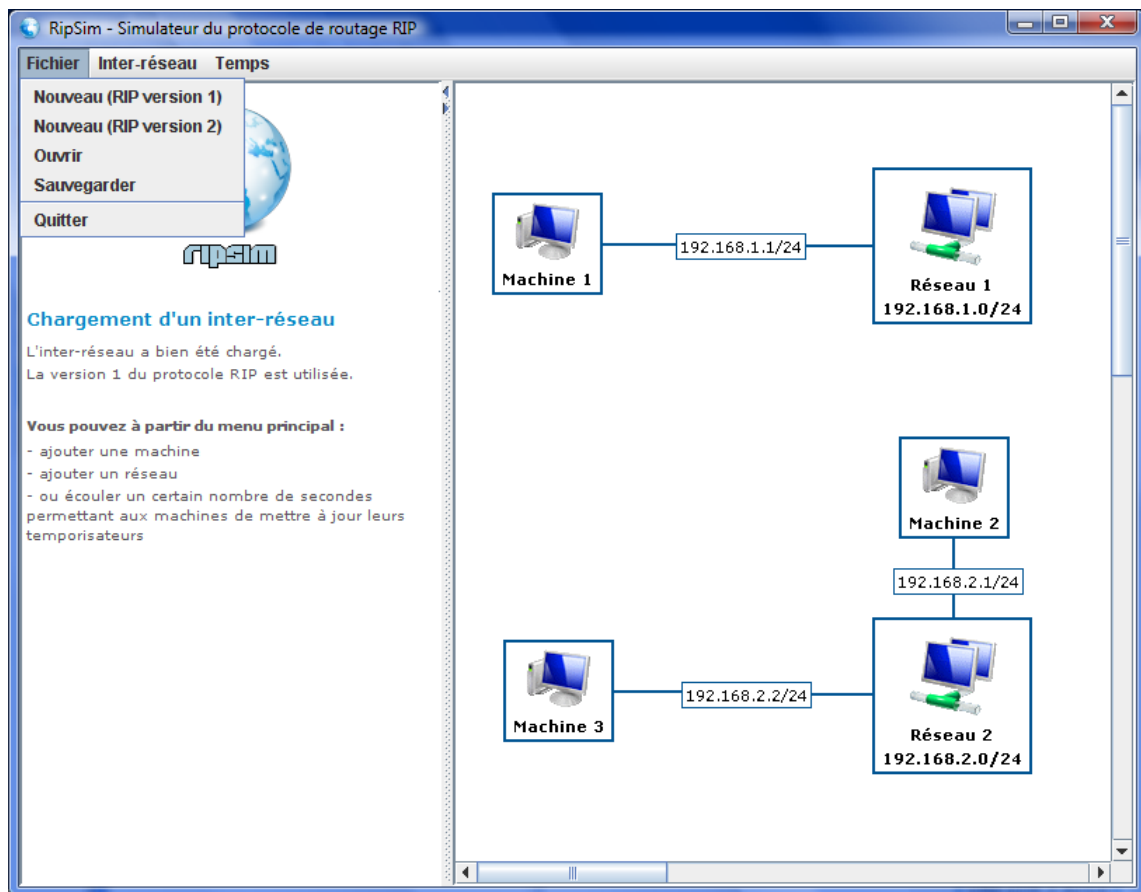 RipSim - Simulateur du protocole de routage RIP
Fichier Inter-réseau Temps
Nouveau (RIP version 1)
Nouveau (RIP version 2)
Ouvrir
Sauvegarder
Quitter
ripsim
Chargement d'un inter-réseau
L'inter-réseau a bien été chargé.
La version 1 du protocole RIP est utilisée.
Vous pouvez à partir du menu principal :
- ajouter une machine
- ajouter un réseau
- ou écouler un certain nombre de secondes
permettant aux machines de mettre à jour leurs
temporisateurs
Machine 1
192.168.1.1/24
Réseau 1
192.168.1.0/24
Machine 2
192.168.2.1/24
Machine 3
192.168.2.2/24
Réseau 2
192.168.2.0/24